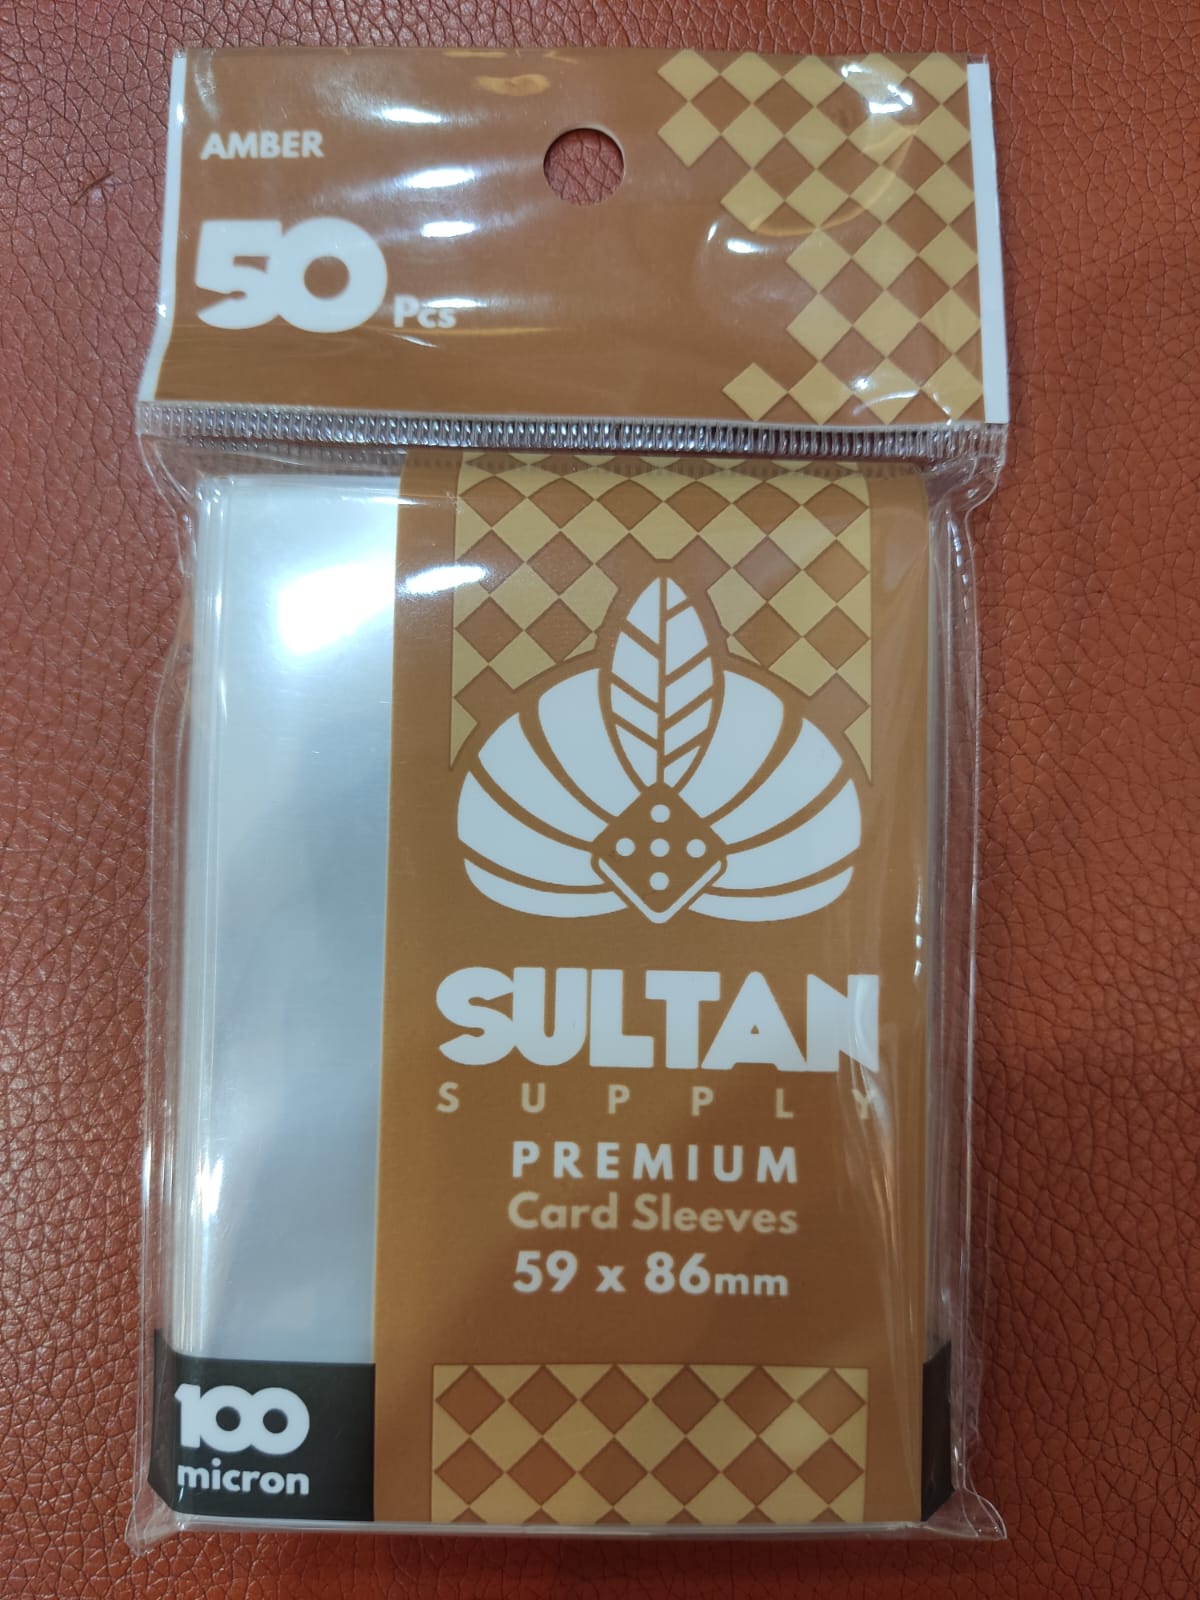 AMBER
50 Pcs
SULTAN
SUPPLY
PREMIUM
Card Sleeves
59 x 86mm
100
micron